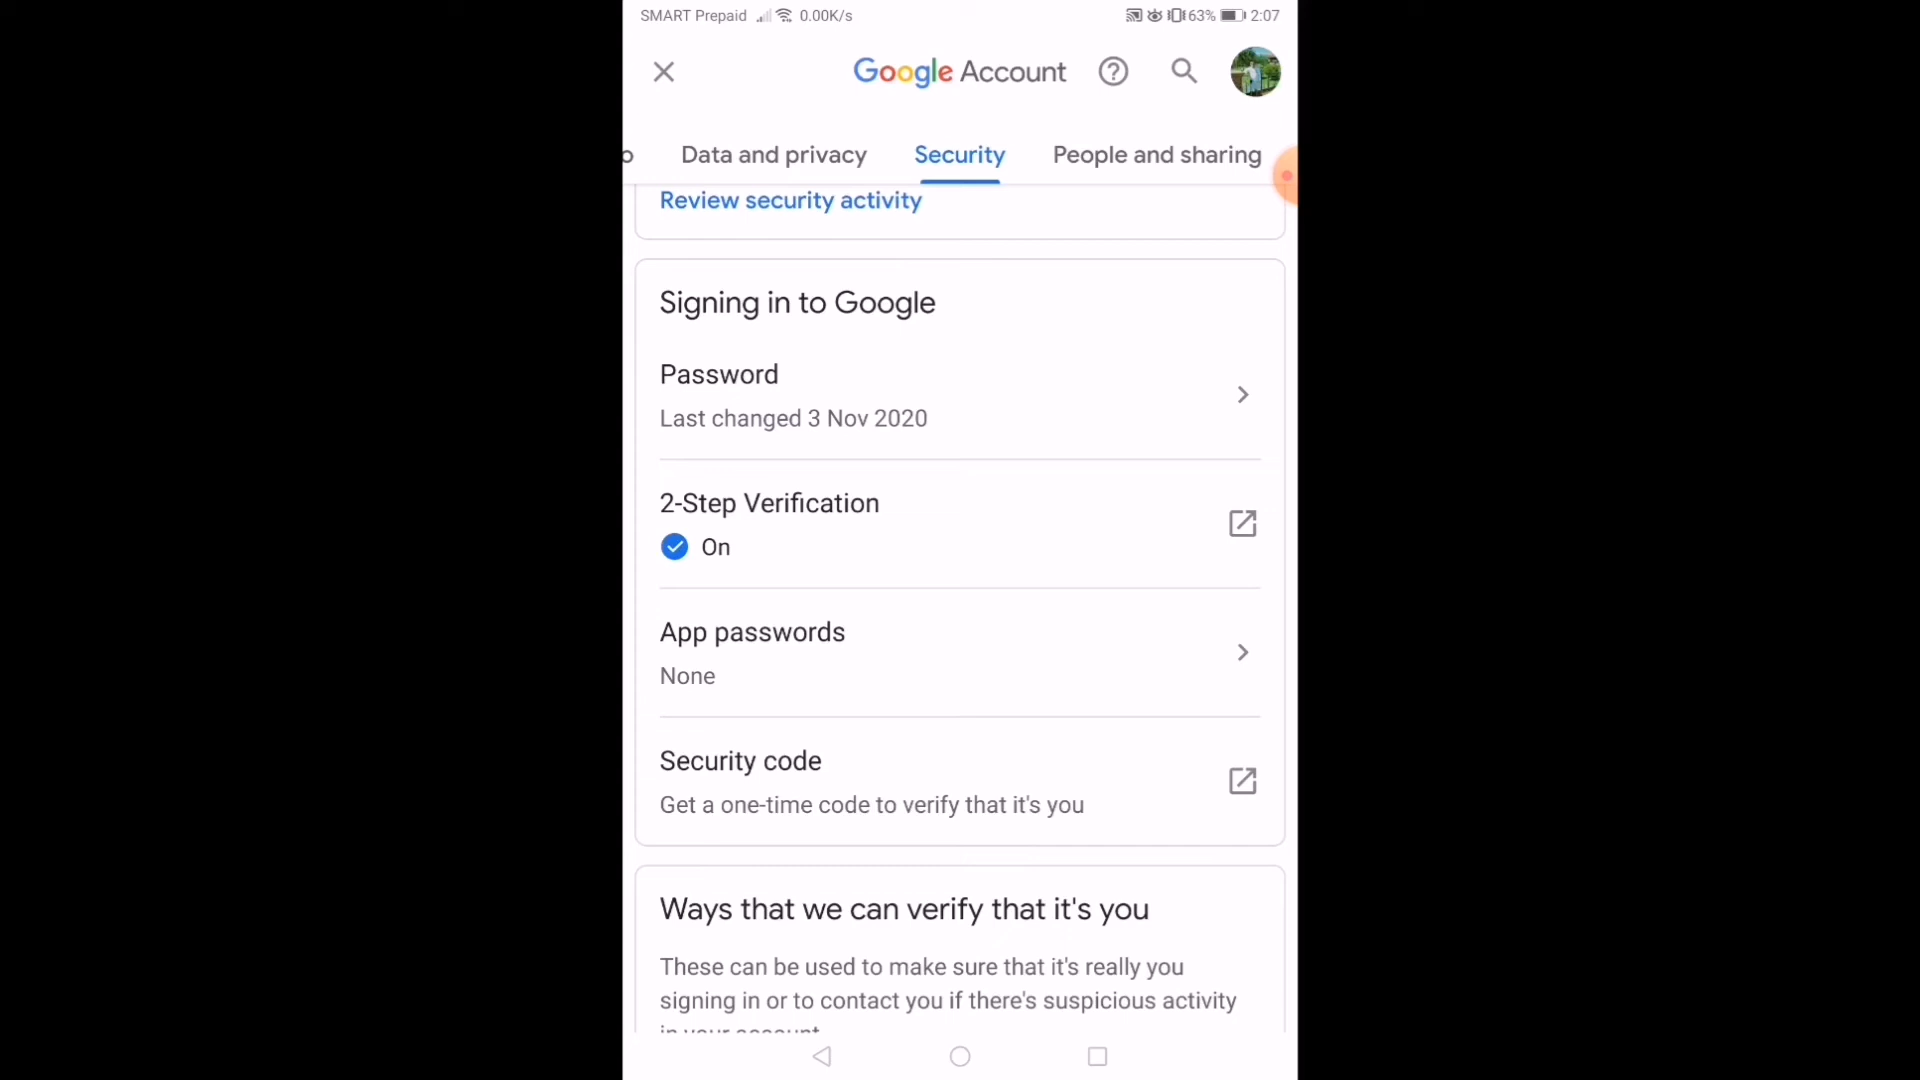 SMART Prepaid 0.00K/s 63% 2:07
Google Account
o Data and privacy Security People and sharing
Review security activity
Signing in to Google
Password
Last changed 3 Nov 2020
2-Step Verification
On
App passwords
None
Security code
Get a one-time code to verify that it's you
Ways that we can verify that it's you
These can be used to make sure that it's really you
signing in or to contact you if there's suspicious activity
in your account